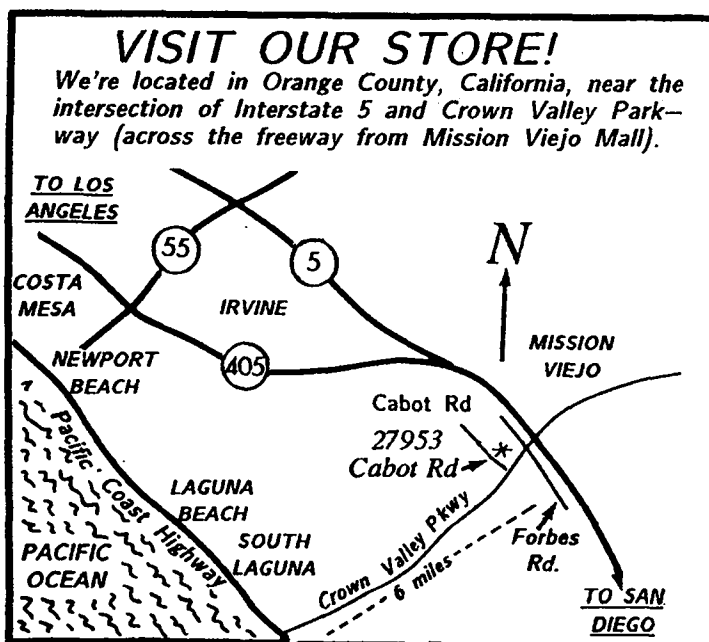 VISIT OUR STORE!
We're located in Orange County, California, near the
intersection of Interstate 5 and Crown Valley Park—
way (across the freeway from Mission Viejo Mall).
TO LOS
ANGELES
55
5
N
COSTA
MESA
IRVINE
MISSION
VIEJO
NEWPORT
BEACH
405
Cabot Rd
27953
Cabot Rd
*
Pacific Coast Highway
LAGUNA
BEACH
SOUTH
LAGUNA
PACIFIC
OCEAN
Crown Valley Pkwy
6 miles
Forbes
Rd.
TO SAN
DIEGO